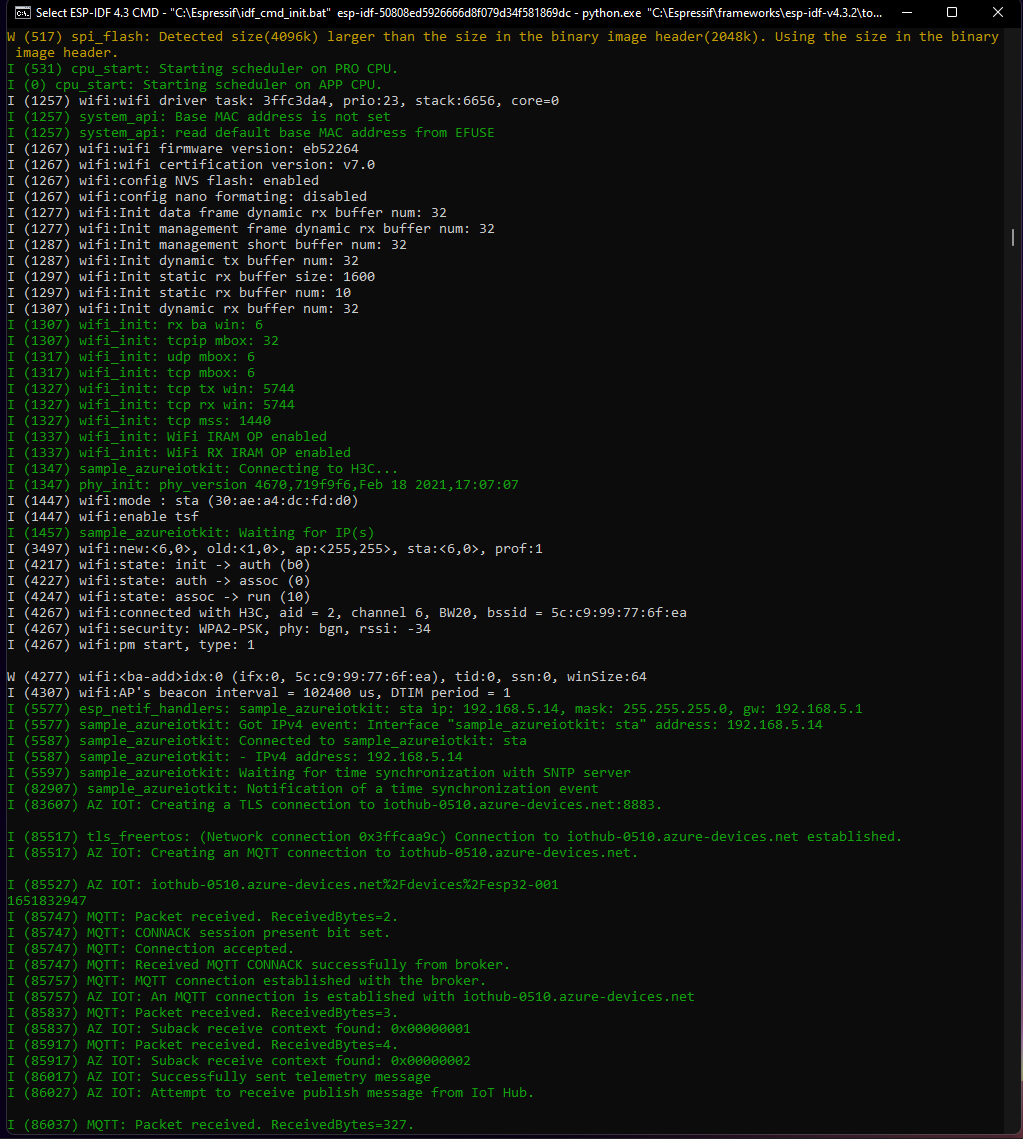 Select ESP-IDF 4.3 CMD - "C:\Espressif\idf_cmd_init.bat"  esp-idf-50808ed5926666d8f079d34f581869dc - python.exe  "C:\Espressif\frameworks\esp-idf-v4.3.2\to...
W (517) spi_flash: Detected size(4096k) larger than the size in the binary image header(2048k). Using the size in the binary
 image header.
I (531) cpu_start: Starting scheduler on PRO CPU.
I (0) cpu_start: Starting scheduler on APP CPU.
I (1257) wifi:wifi driver task: 3ffc3da4, prio:23, stack:6656, core=0
I (1257) system_api: Base MAC address is not set
I (1257) system_api: read default base MAC address from EFUSE
I (1267) wifi:wifi firmware version: eb52264
I (1267) wifi:wifi certification version: v7.0
I (1267) wifi:config NVS flash: enabled
I (1267) wifi:config nano formating: disabled
I (1277) wifi:Init data frame dynamic rx buffer num: 32
I (1277) wifi:Init management frame dynamic rx buffer num: 32
I (1287) wifi:Init management short buffer num: 32
I (1287) wifi:Init dynamic tx buffer num: 32
I (1297) wifi:Init static rx buffer size: 1600
I (1297) wifi:Init static rx buffer num: 10
I (1307) wifi:Init dynamic rx buffer num: 32
I (1307) wifi_init: rx ba win: 6
I (1307) wifi_init: tcpip mbox: 32
I (1317) wifi_init: udp mbox: 6
I (1317) wifi_init: tcp mbox: 6
I (1327) wifi_init: tcp tx win: 5744
I (1327) wifi_init: tcp rx win: 5744
I (1327) wifi_init: tcp mss: 1440
I (1337) wifi_init: WiFi IRAM OP enabled
I (1337) wifi_init: WiFi RX IRAM OP enabled
I (1347) sample_azureiotkit: Connecting to H3C...
I (1347) phy_init: phy_version 4670,719f9f6,Feb 18 2021,17:07:07
I (1447) wifi:mode : sta (30:ae:a4:dc:fd:d0)
I (1447) wifi:enable tsf
I (1457) sample_azureiotkit: Waiting for IP(s)
I (3497) wifi:new:<6,0>, old:<1,0>, ap:<255,255>, sta:<6,0>, prof:1
I (4217) wifi:state: init -> auth (b0)
I (4227) wifi:state: auth -> assoc (0)
I (4247) wifi:state: assoc -> run (10)
I (4267) wifi:connected with H3C, aid = 2, channel 6, BW20, bssid = 5c:c9:99:77:6f:ea
I (4267) wifi:security: WPA2-PSK, phy: bgn, rssi: -34
I (4267) wifi:pm start, type: 1
W (4277) wifi:<ba-add>idx:0 (ifx:0, 5c:c9:99:77:6f:ea), tid:0, ssn:0, winSize:64
I (4307) wifi:AP's beacon interval = 102400 us, DTIM period = 1
I (5577) esp_netif_handlers: sample_azureiotkit: sta ip: 192.168.5.14, mask: 255.255.255.0, gw: 192.168.5.1
I (5577) sample_azureiotkit: Got IPv4 event: Interface "sample_azureiotkit: sta" address: 192.168.5.14
I (5587) sample_azureiotkit: Connected to sample_azureiotkit: sta
I (5587) sample_azureiotkit: - IPv4 address: 192.168.5.14
I (5597) sample_azureiotkit: Waiting for time synchronization with SNTP server
I (82907) sample_azureiotkit: Notification of a time synchronization event
I (83607) AZ IOT: Creating a TLS connection to iothub-0510.azure-devices.net:8883.
I (85517) tls_freertos: (Network connection 0x3ffcaa9c) Connection to iothub-0510.azure-devices.net established.
I (85517) AZ IOT: Creating an MQTT connection to iothub-0510.azure-devices.net.
I (85527) AZ IOT: iothub-0510.azure-devices.net%2Fdevices%2Fesp32-001
1651832947
I (85747) MQTT: Packet received. ReceivedBytes=2.
I (85747) MQTT: CONNACK session present bit set.
I (85747) MQTT: Connection accepted.
I (85747) MQTT: Received MQTT CONNACK successfully from broker.
I (85757) MQTT: MQTT connection established with the broker.
I (85757) AZ IOT: An MQTT connection is established with iothub-0510.azure-devices.net
I (85837) MQTT: Packet received. ReceivedBytes=3.
I (85837) AZ IOT: Suback receive context found: 0x00000001
I (85917) MQTT: Packet received. ReceivedBytes=4.
I (85917) AZ IOT: Suback receive context found: 0x00000002
I (86017) AZ IOT: Successfully sent telemetry message
I (86027) AZ IOT: Attempt to receive publish message from IoT Hub.
I (86037) MQTT: Packet received. ReceivedBytes=327.